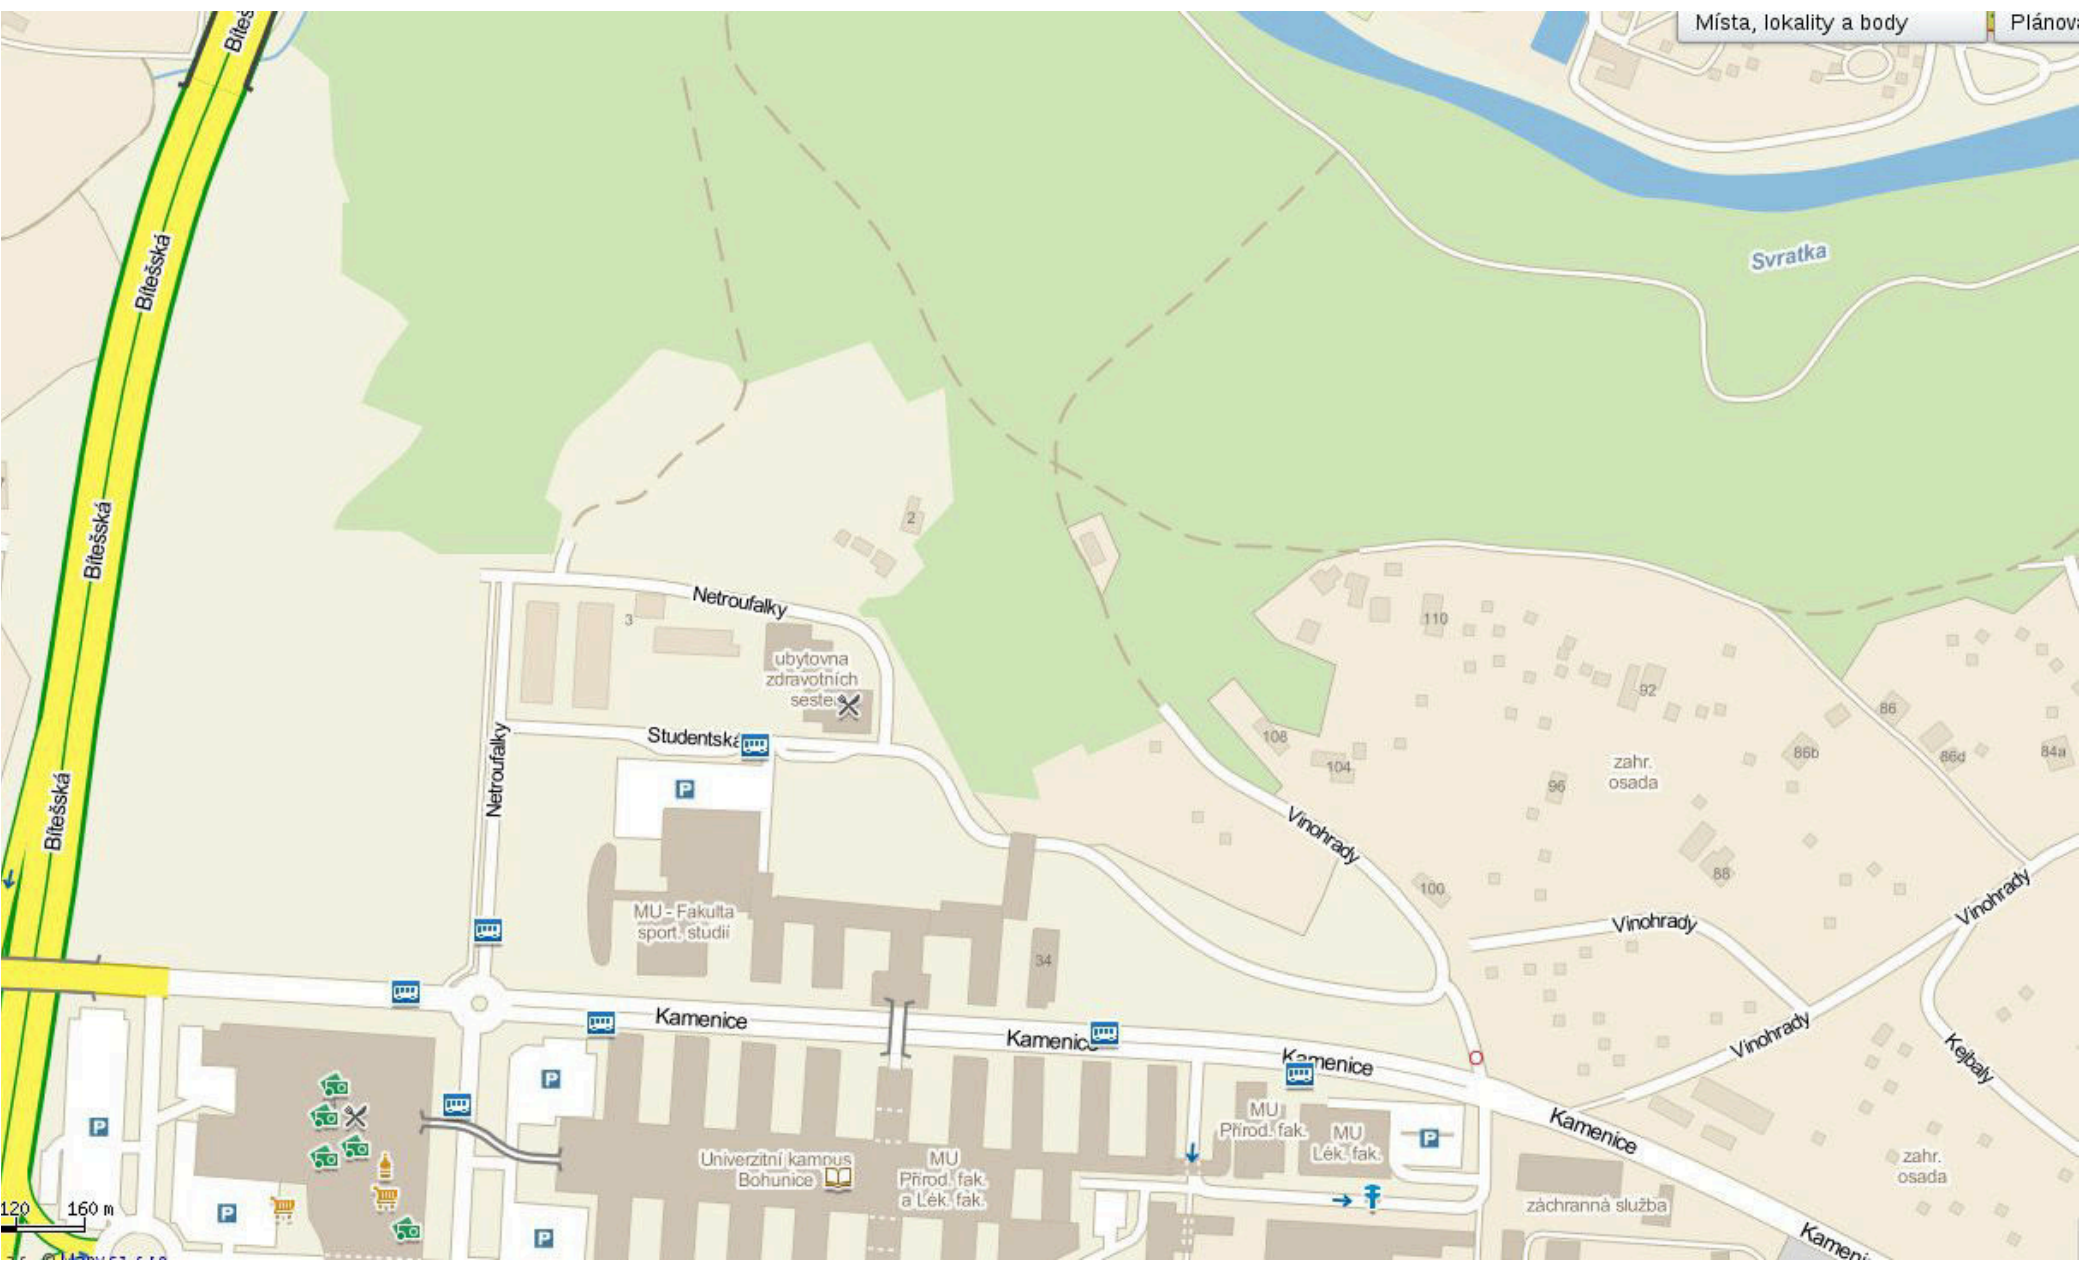 Bíteš
Místa, lokality a body
Plánova
Svratka
Bítešská
Bítešská
2
Netroufalky
3
110
ubytovna
zdravotních
sester
92
86
Studentská
108
104
86b
86d
84a
zahr.
osada
96
P
Netroufalky
Bítešská
Vinohrady
88
100
MU - Fakulta
sport. studií
Vinohrady
Vinohrady
34
Kamenice
Kamenice
Vinohrady
Kamenice
Kejbaly
P
MU
Přírod. fak.
MU
Lék. fak.
P
Kamenice
P
Univerzitní kampus
Bohunice
MU
Přírod. fak.
a Lék. fak.
zahr.
osada
záchranná služba
120 160 m
P
P
Kameni